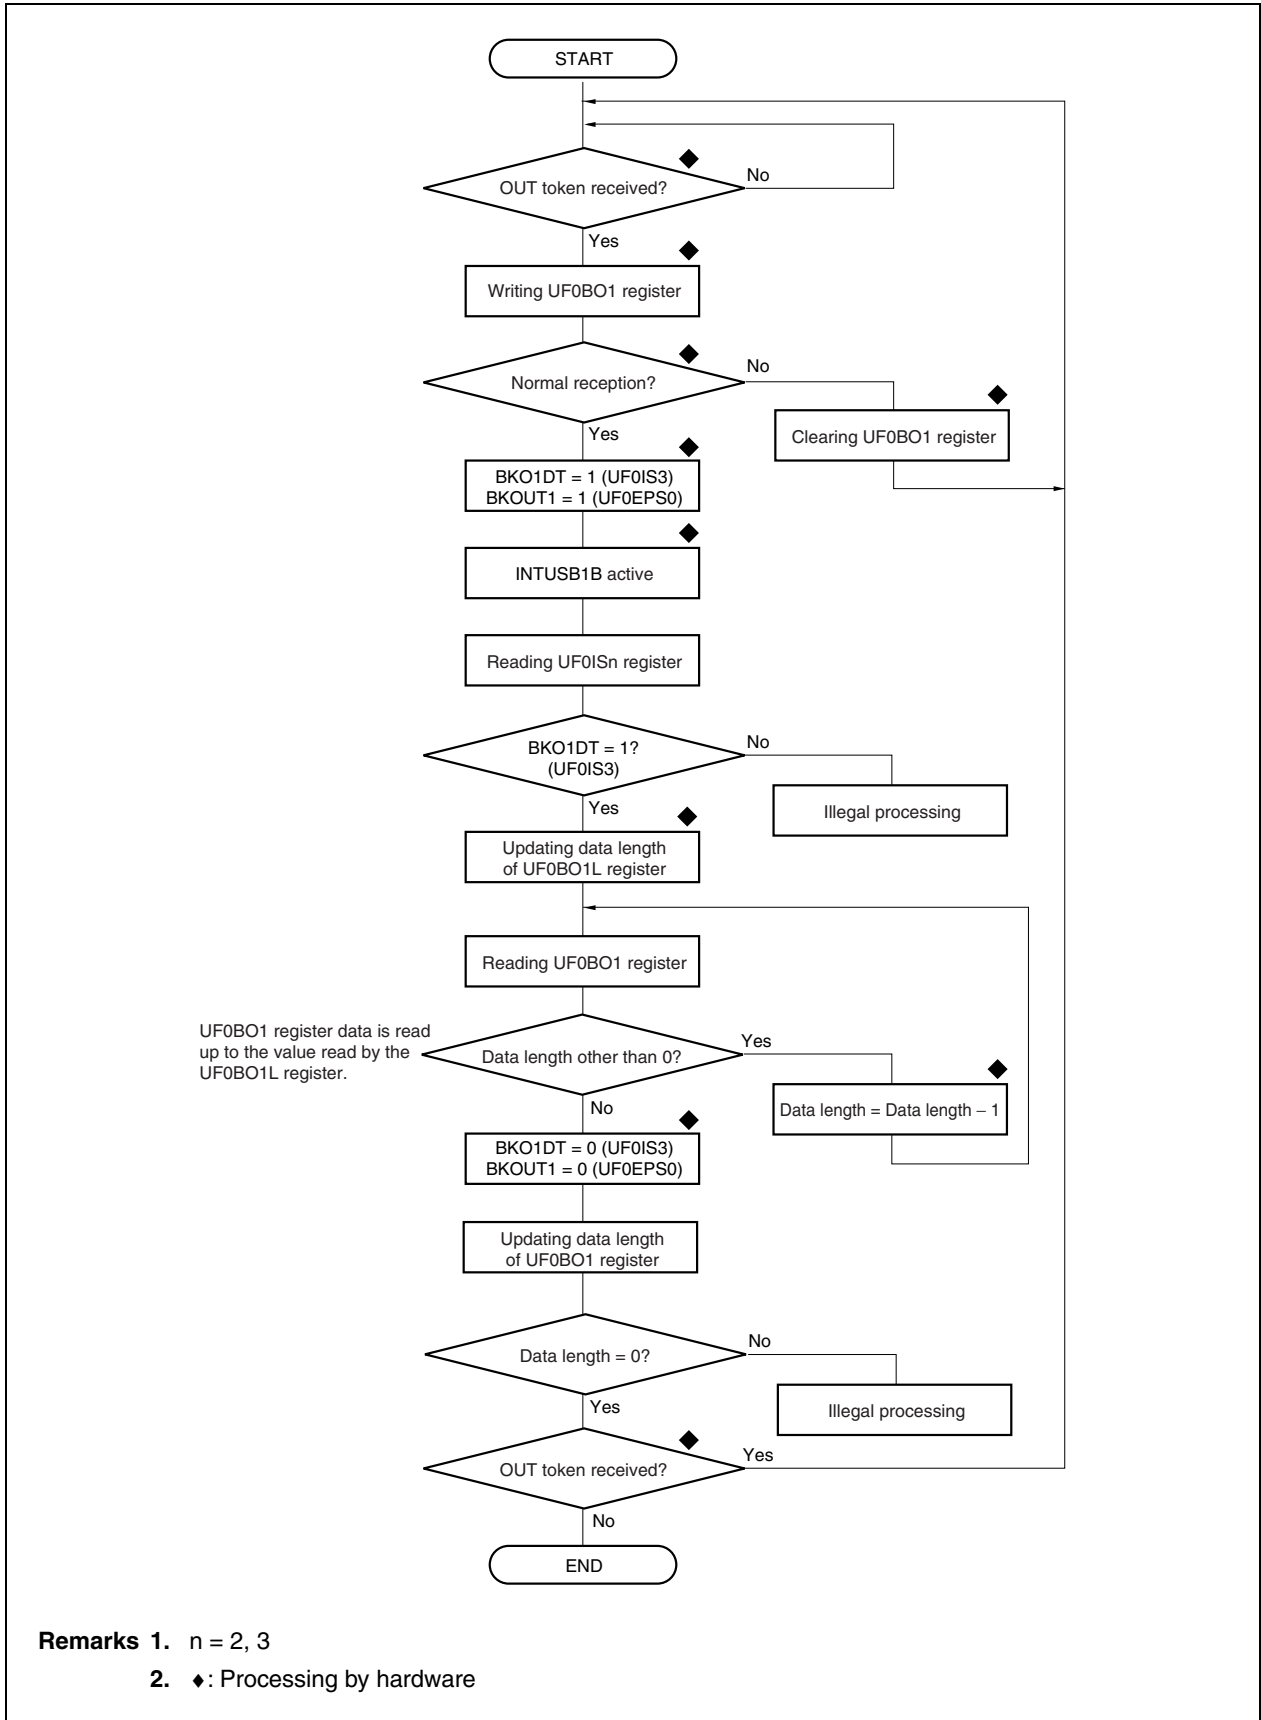 START
OUT token received?
No
Yes
Writing UF0BO1 register
Normal reception?
No
Yes
Clearing UF0BO1 register
BKO1DT = 1 (UF0IS3)
BKOUT1 = 1 (UF0EPS0)
INTUSB1B active
Reading UF0ISn register
BKO1DT = 1?
(UF0IS3)
No
Yes
Illegal processing
Updating data length
of UF0BO1L register
Reading UF0BO1 register
UF0BO1 register data is read
up to the value read by the
UF0BO1L register.
Data length other than 0?
Yes
No
Data length = Data length – 1
BKO1DT = 0 (UF0IS3)
BKOUT1 = 0 (UF0EPS0)
Updating data length
of UF0BO1 register
Data length = 0?
No
Yes
Illegal processing
OUT token received?
Yes
No
END
Remarks 1. n = 2, 3
2. ♦: Processing by hardware